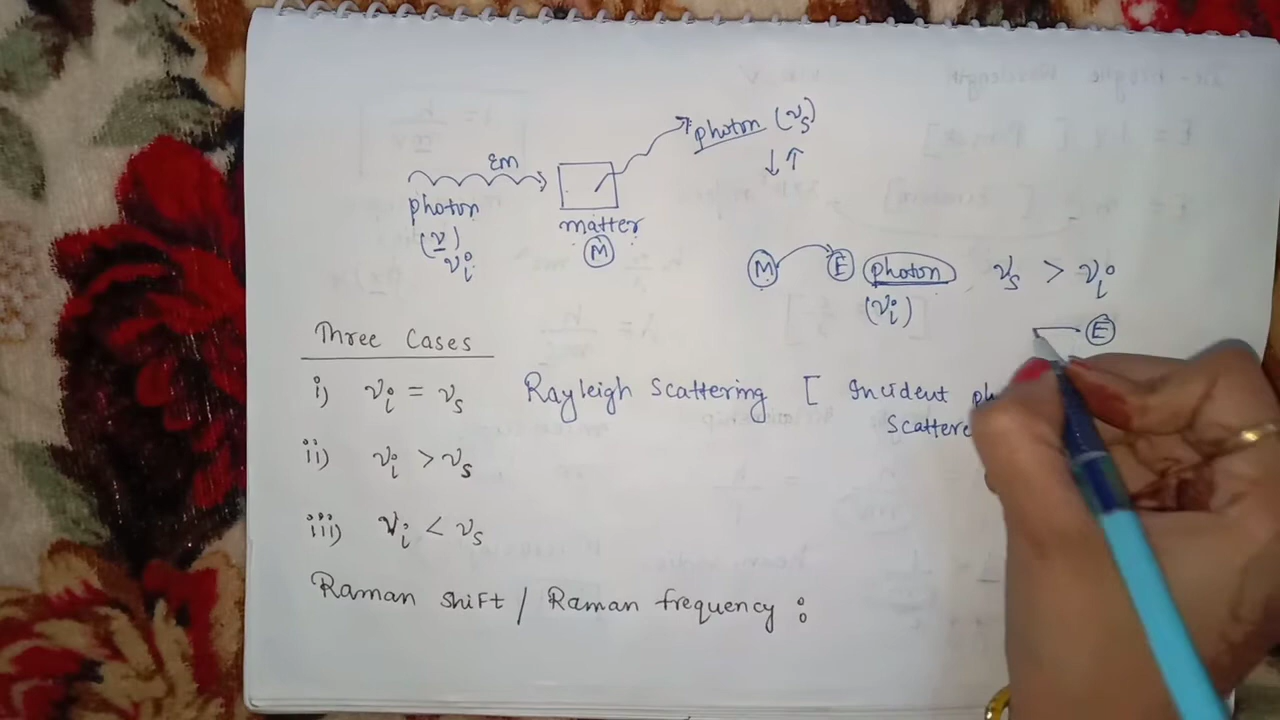 photon (νs)
↓↑
Em
photon
(ν)
νi
matter
M
M E photon νs > νi
(νi)
E
Three Cases
i) νi = νs Rayleigh Scattering [ Incident
Scattere
ii) νi > νs
iii) νi < νs
Raman shift / Raman frequency :